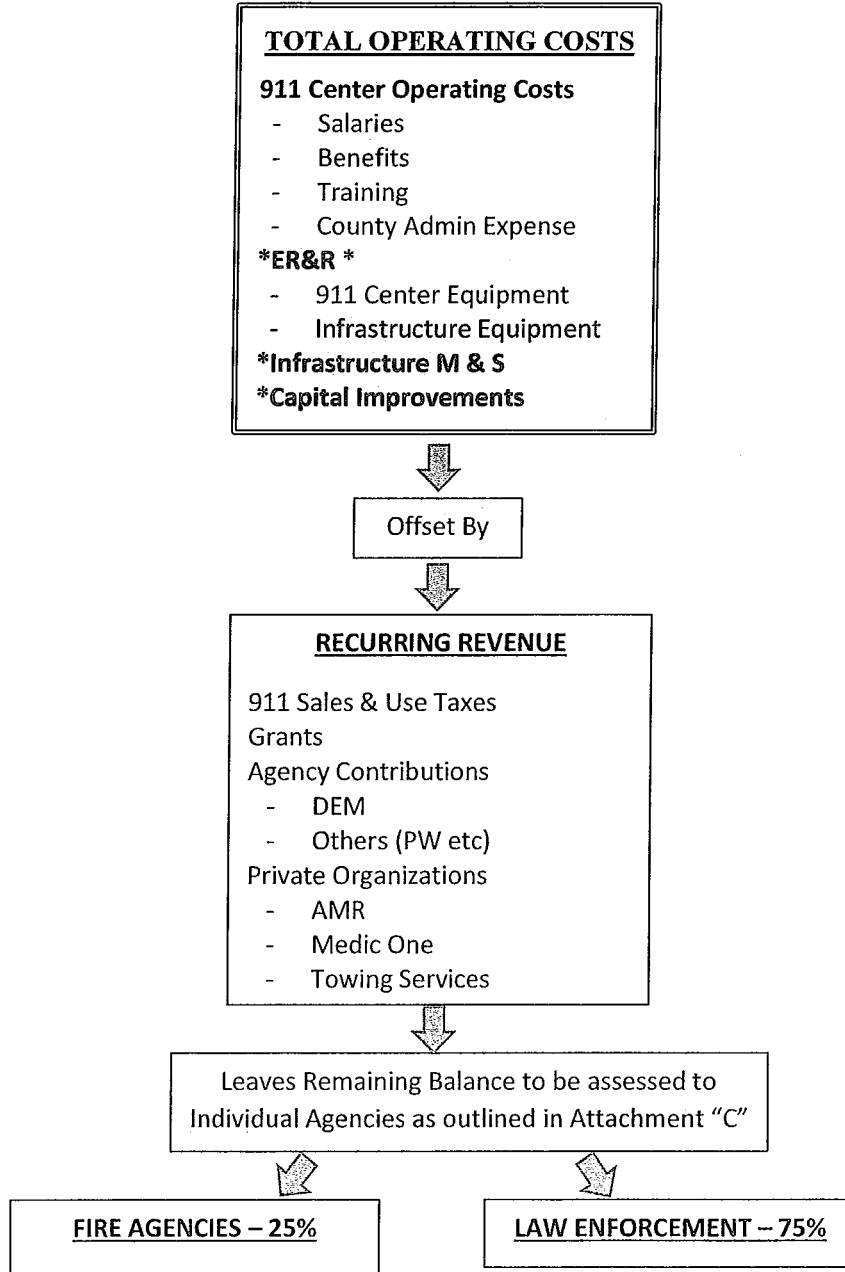 TOTAL OPERATING COSTS
911 Center Operating Costs
- Salaries
- Benefits
- Training
- County Admin Expense
*ER&R *
- 911 Center Equipment
- Infrastructure Equipment
*Infrastructure M & S
*Capital Improvements
Offset By
RECURRING REVENUE
911 Sales & Use Taxes
Grants
Agency Contributions
- DEM
- Others (PW etc)
Private Organizations
- AMR
- Medic One
- Towing Services
Leaves Remaining Balance to be assessed to
Individual Agencies as outlined in Attachment “C”
FIRE AGENCIES – 25%
LAW ENFORCEMENT – 75%